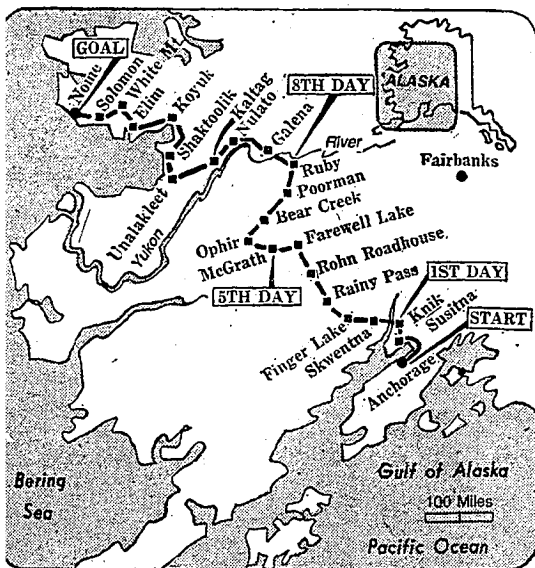 GOAL
Nome
Solomon
White Mt.
Elim
Koyuk
Shaktoolik
Kaltag
Nulato
Galena
8TH DAY
ALASKA
River
Ruby
Fairbanks
Poorman
Bear Creek
Unalakleet
Yukon
Ophir
McGrath
Farewell Lake
Rohn Roadhouse
5TH DAY
Rainy Pass
1ST DAY
Knik
Susitna
START
Finger Lake
Skwentna
Anchorage
Bering
Sea
Gulf of Alaska
100 Miles
Pacific Ocean